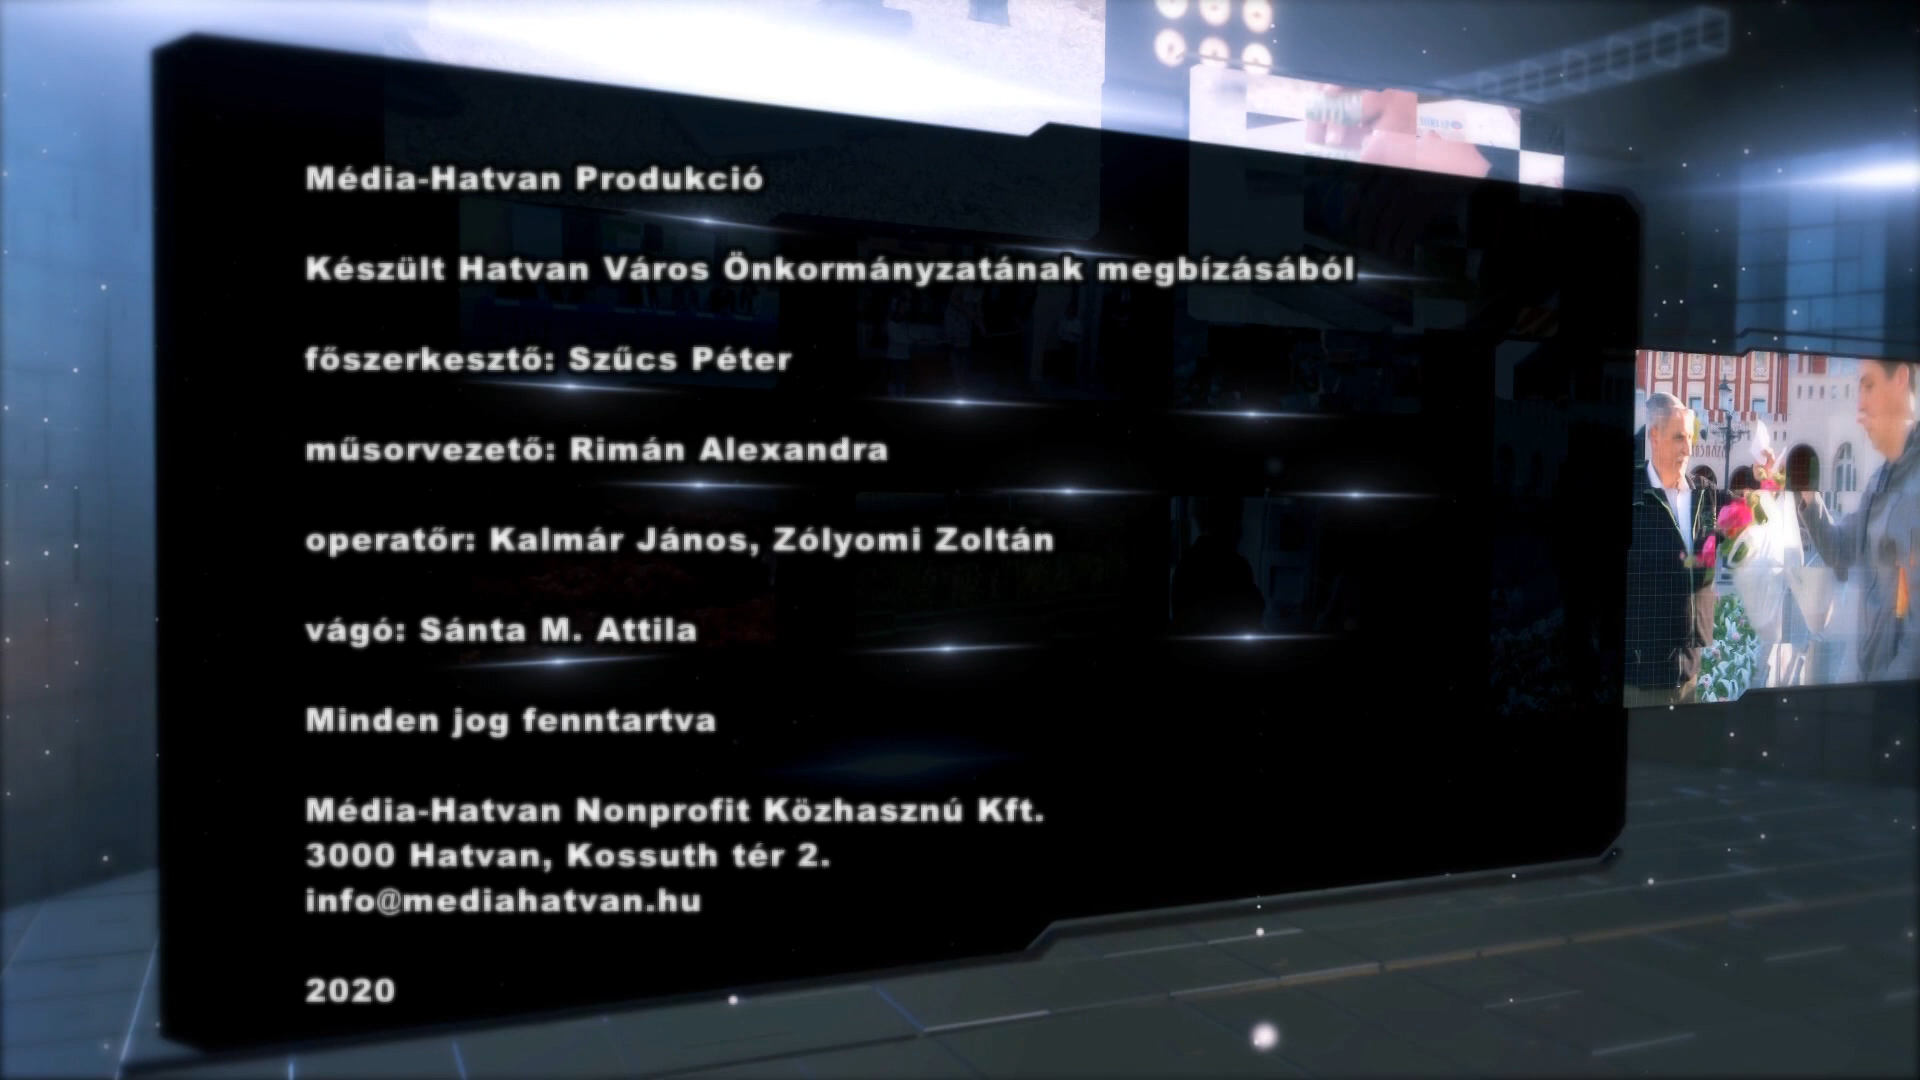 Média-Hatvan Produkció
Készült Hatvan Város Önkormányzatának megbízásából
főszerkesztő: Szűcs Péter
műsorvezető: Rimán Alexandra
operatőr: Kalmár János, Zólyomi Zoltán
vágó: Sánta M. Attila
Minden jog fenntartva
Média-Hatvan Nonprofit Közhasznú Kft.
3000 Hatvan, Kossuth tér 2.
info@mediahatvan.hu
2020